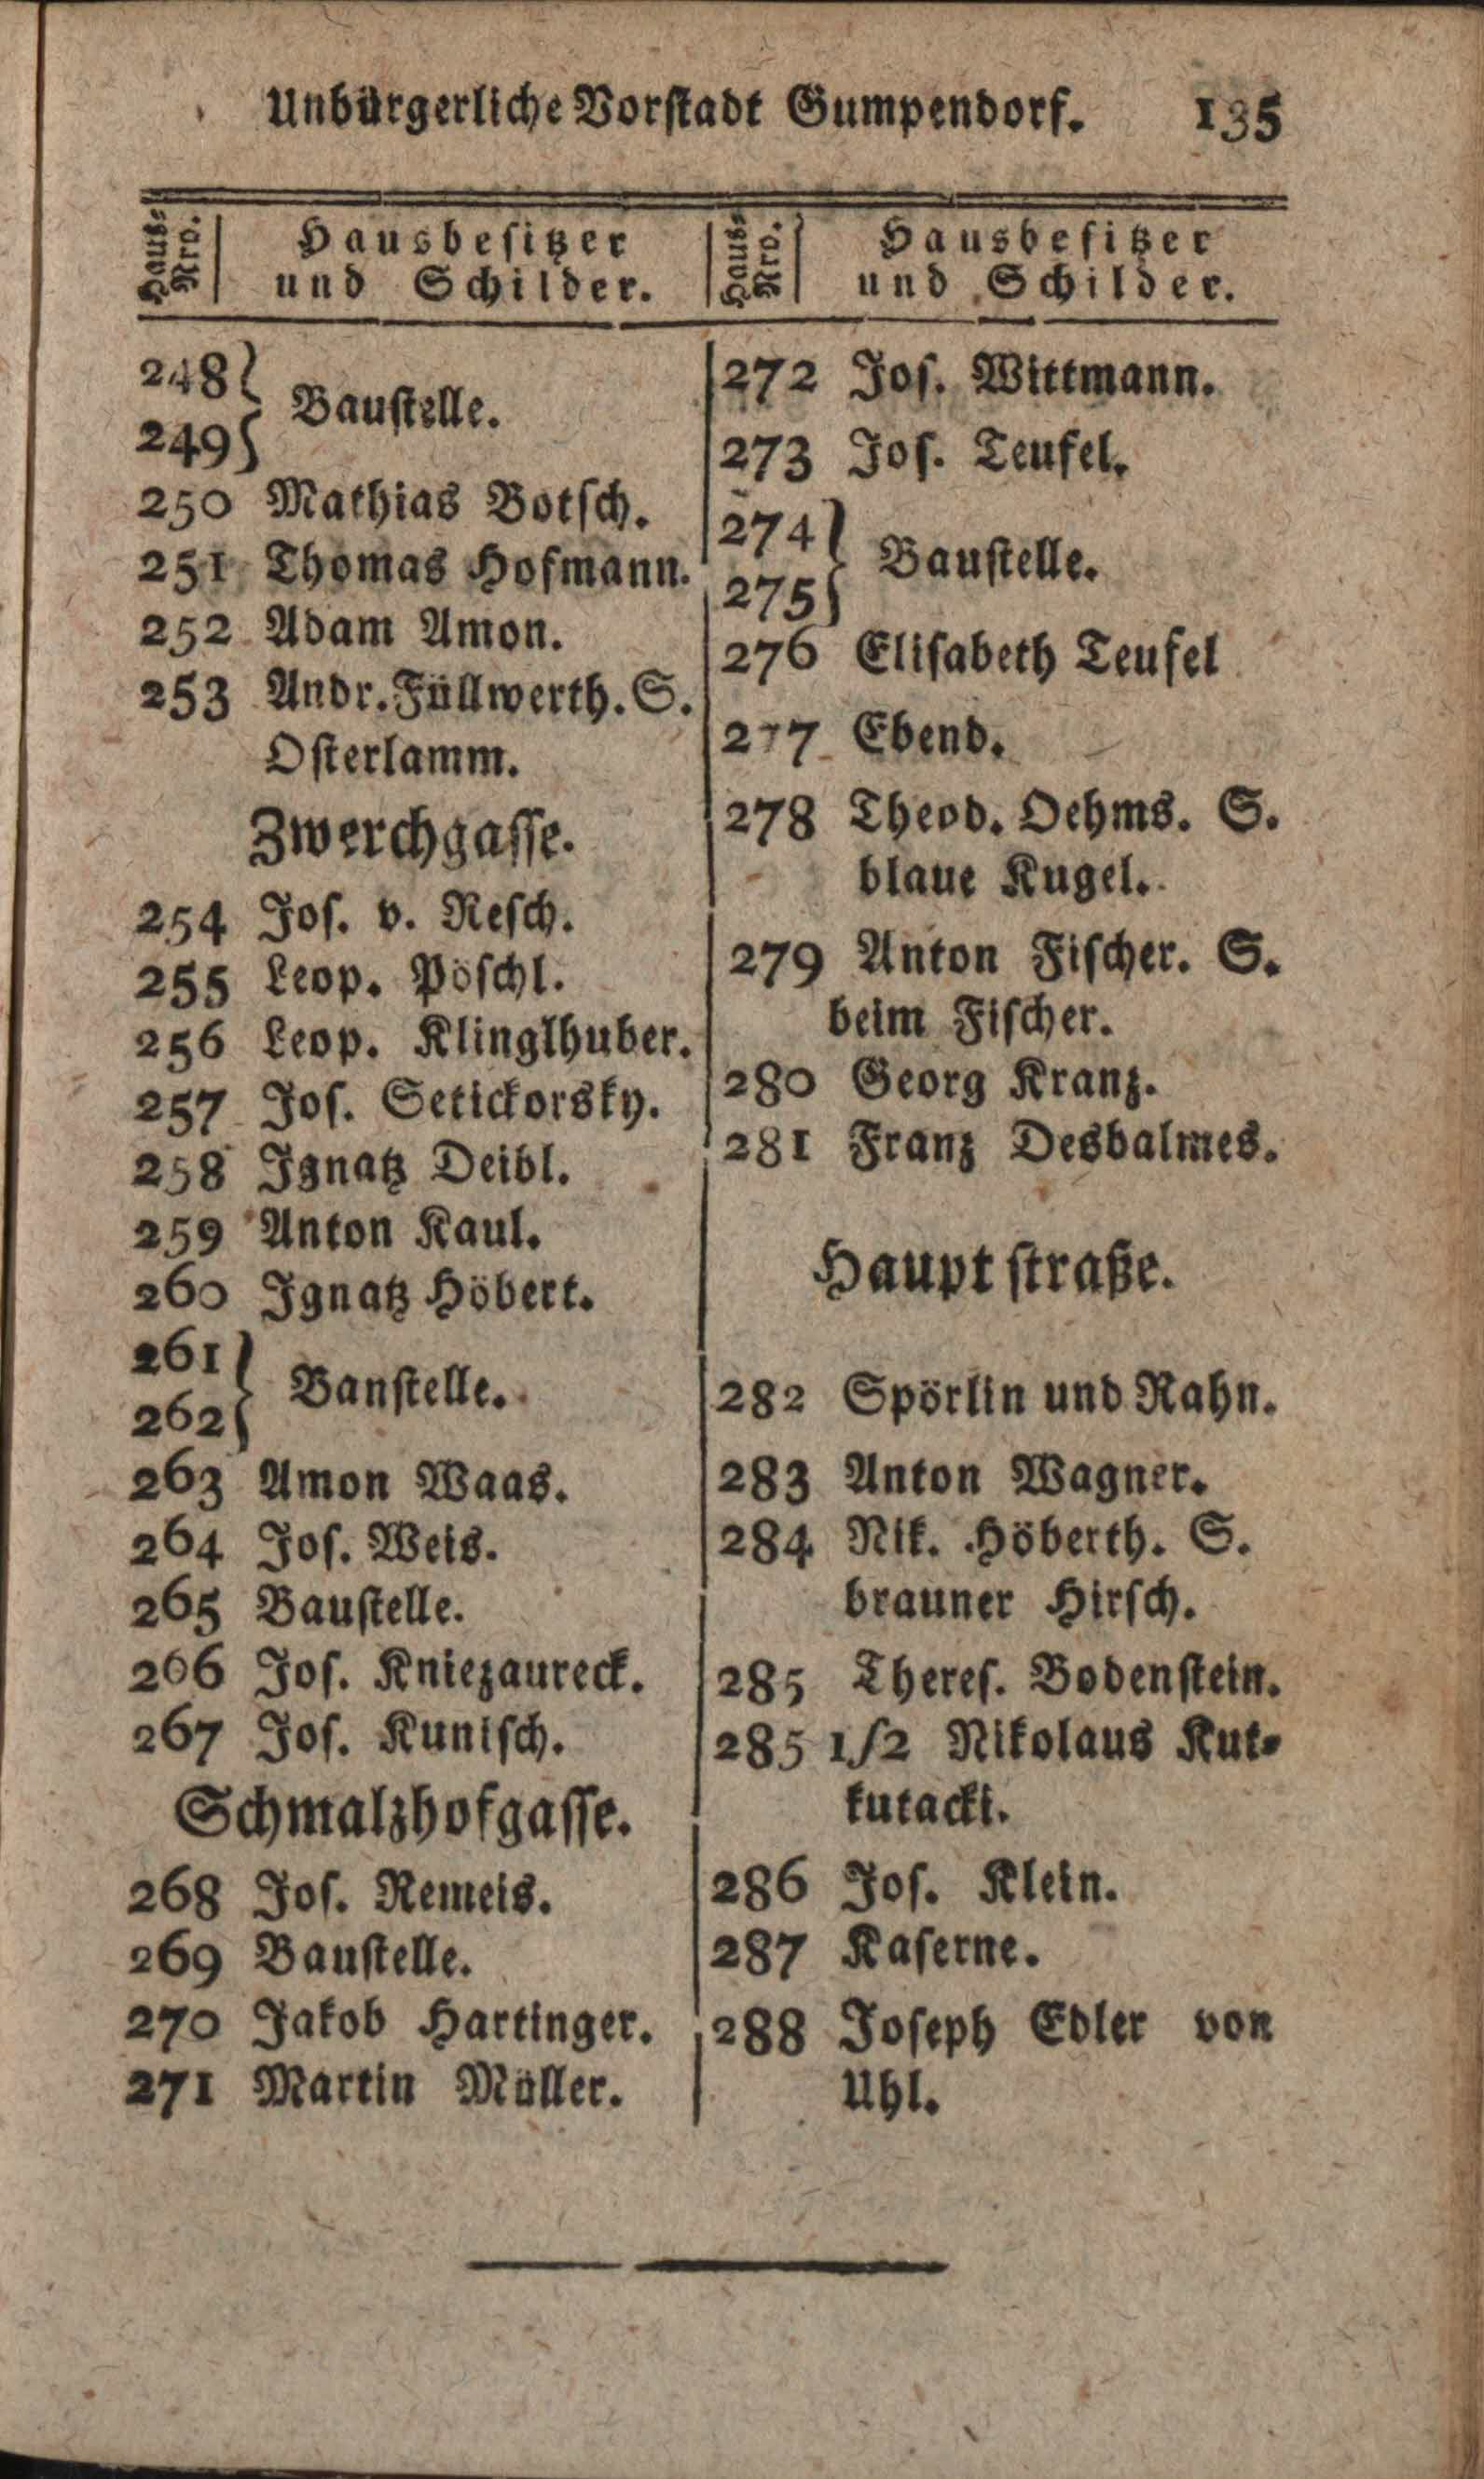 Unbürgerliche Vorstadt Gumpendorf. 135
Haus-Nro.
Hausbesitzer
und Schilder.
248
249
Baustelle.
250 Mathias Botsch.
251 Thomas Hofmann.
252 Adam Amon.
253 Andr. Füllwerth. S.
Osterlamm.
Zwerchgasse.
254 Jos. v. Resch.
255 Leop. Pöschl.
256 Leop. Klinglhuber.
257 Jos. Setickorsky.
258 Ignatz Deibl.
259 Anton Kaul.
260 Ignatz Höbert.
261
262
Banstelle.
263 Amon Waas.
264 Jos. Weis.
265 Baustelle.
266 Jos. Kniezaureck.
267 Jos. Kunisch.
Schmalzhofgasse.
268 Jos. Remeis.
269 Baustelle.
270 Jakob Hartinger.
271 Martin Müller.
Haus-Nro.
Hausbesitzer
und Schilder.
272 Jos. Wittmann.
273 Jos. Teufel.
274
275
Baustelle.
276 Elisabeth Teufel
277 Ebend.
278 Theod. Oehms. S.
blaue Kugel.
279 Anton Fischer. S.
beim Fischer.
280 Georg Kranz.
281 Franz Desbalmes.
Hauptstraße.
282 Spörlin und Rahn.
283 Anton Wagner.
284 Nik. Höberth. S.
brauner Hirsch.
285 Theres. Bodenstein.
285 1/2 Nikolaus Kut-
kutacki.
286 Jos. Klein.
287 Kaserne.
288 Joseph Edler von
Uhl.